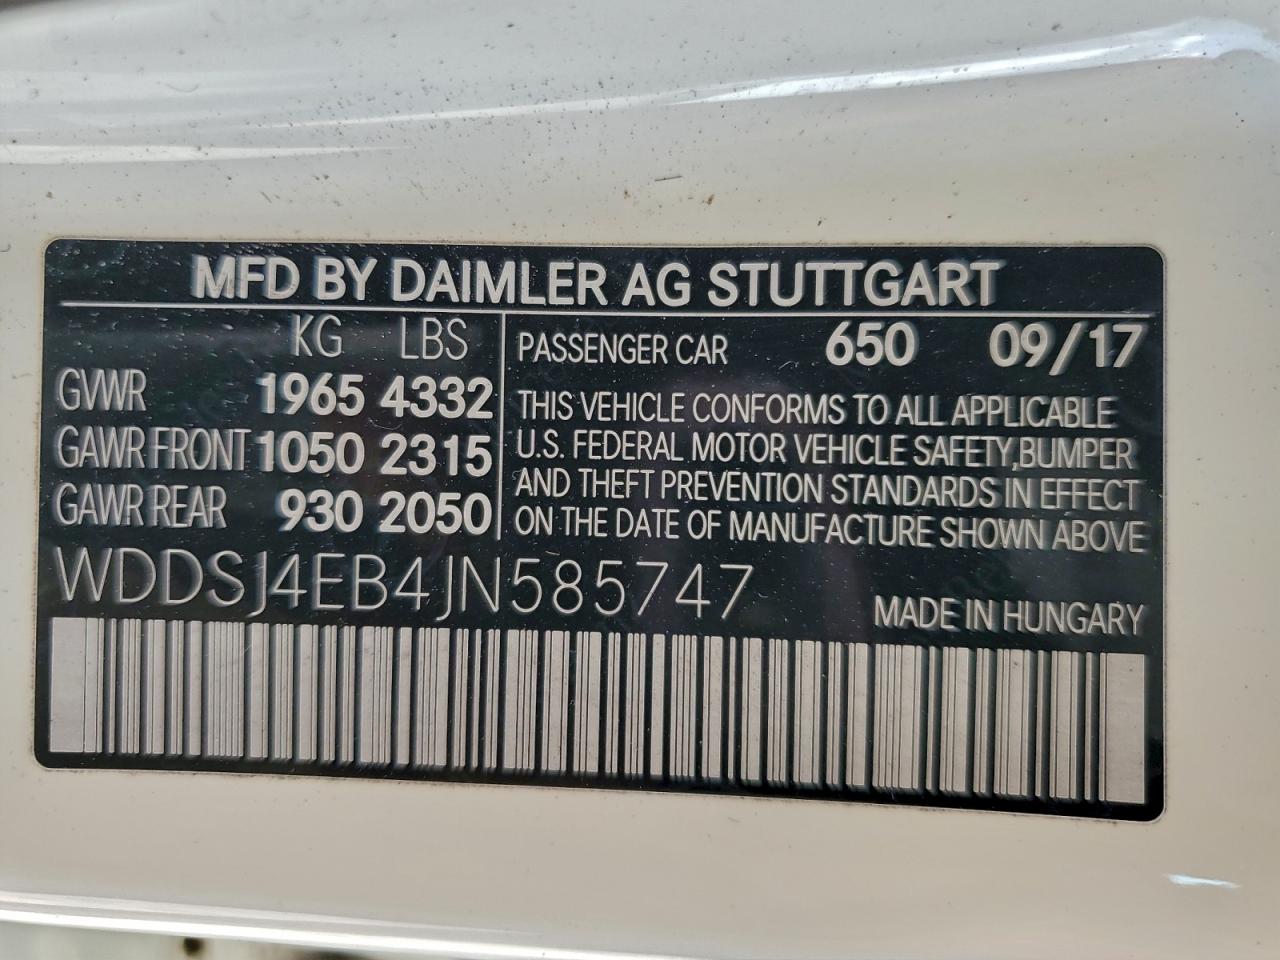 MFD BY DAIMLER AG STUTTGART
KG LBS
GVWR 1965 4332
GAWR FRONT 1050 2315
GAWR REAR 930 2050
PASSENGER CAR 650 09/17
THIS VEHICLE CONFORMS TO ALL APPLICABLE
U.S. FEDERAL MOTOR VEHICLE SAFETY,BUMPER
AND THEFT PREVENTION STANDARDS IN EFFECT
ON THE DATE OF MANUFACTURE SHOWN ABOVE
WDDSJ4EB4JN585747
MADE IN HUNGARY